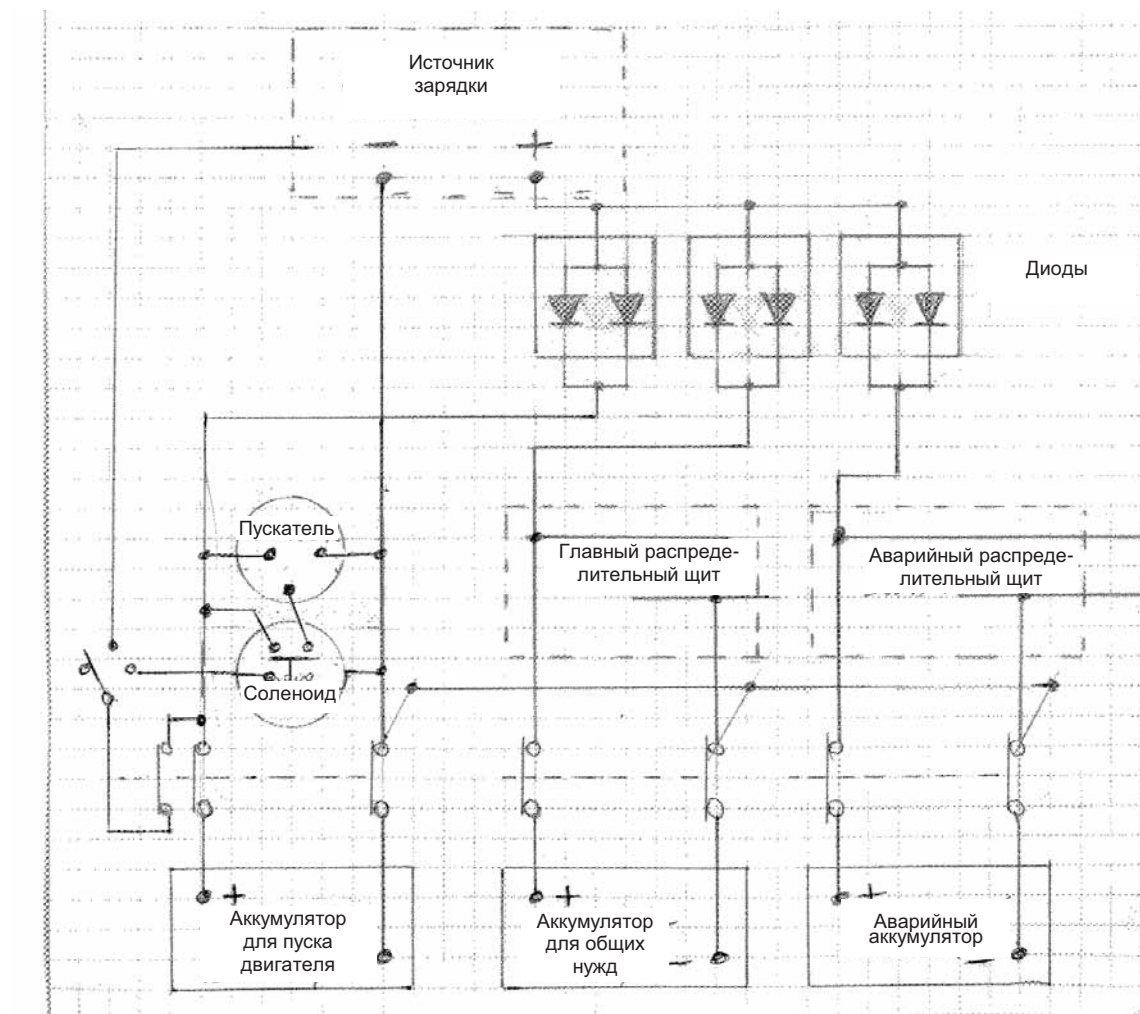 Источник
зарядки
− +
Диоды
Пускатель
Главный распреде-
лительный щит
Аварийный распреде-
лительный щит
Соленоид
+
Аккумулятор
для пуска
двигателя
+
Аккумулятор
для общих
нужд
−
+
Аварийный
аккумулятор
−